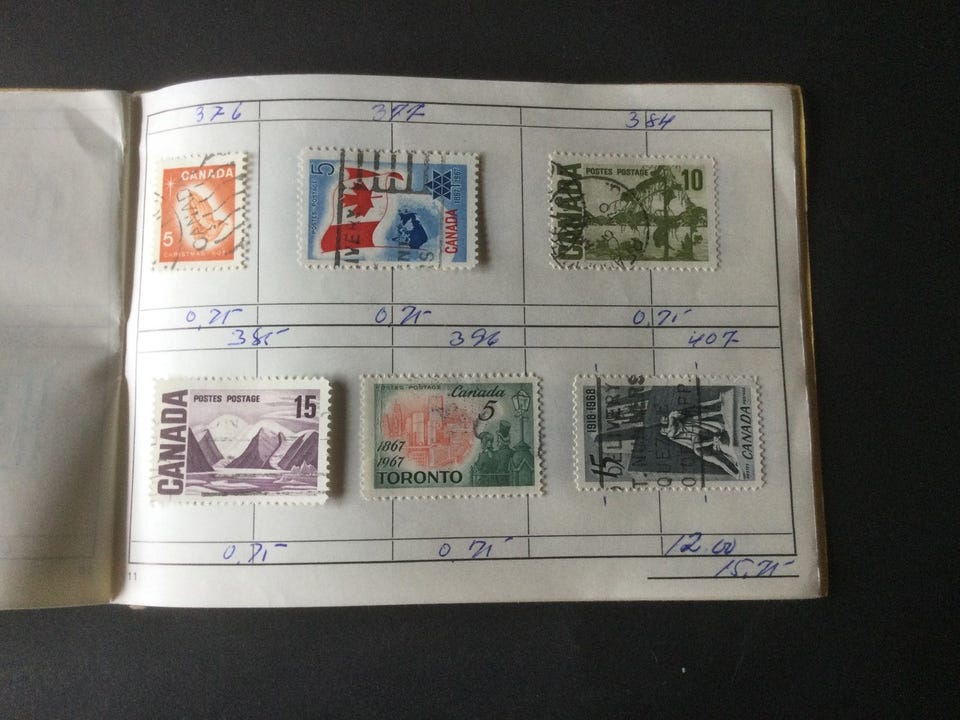 376
377
384
CANADA
5
CHRISTMAS
5
POSTES·POSTAGE
1867 1967
CANADA
CANADA
POSTES POSTAGE
10
0,75
0,75
0,75
385
396
407
CANADA
POSTES POSTAGE
15
POSTES·POSTAGE
Canada
5
1867
1967
TORONTO
1918·1968
15
CANADA
0,75
0,75
12.00
15,75
11